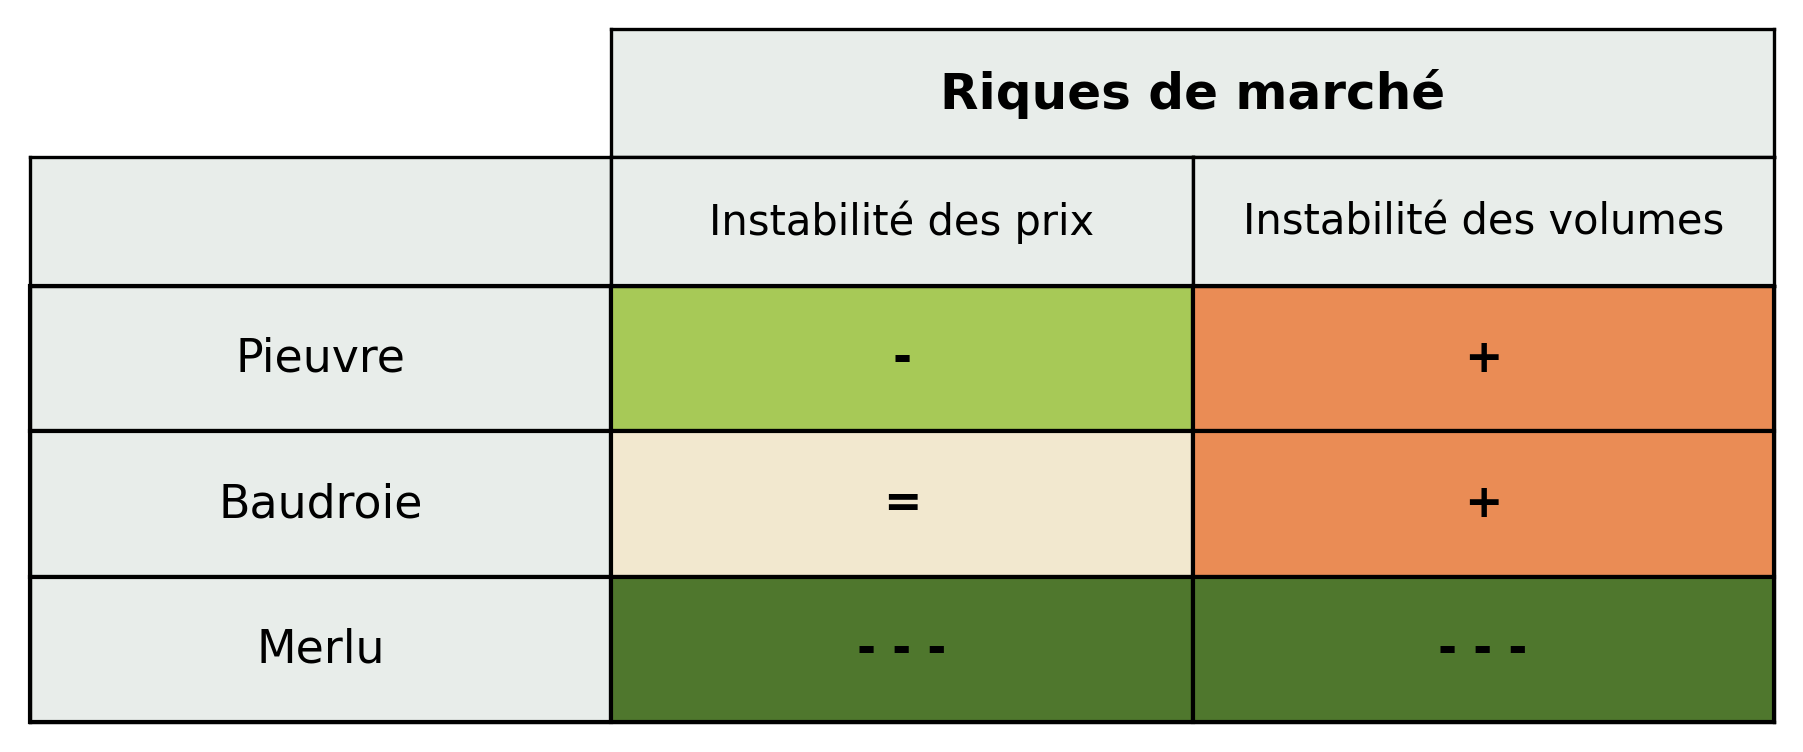 Riques de marché
Instabilité des prix Instabilité des volumes
Pieuvre - +
Baudroie = +
Merlu - - - - - -